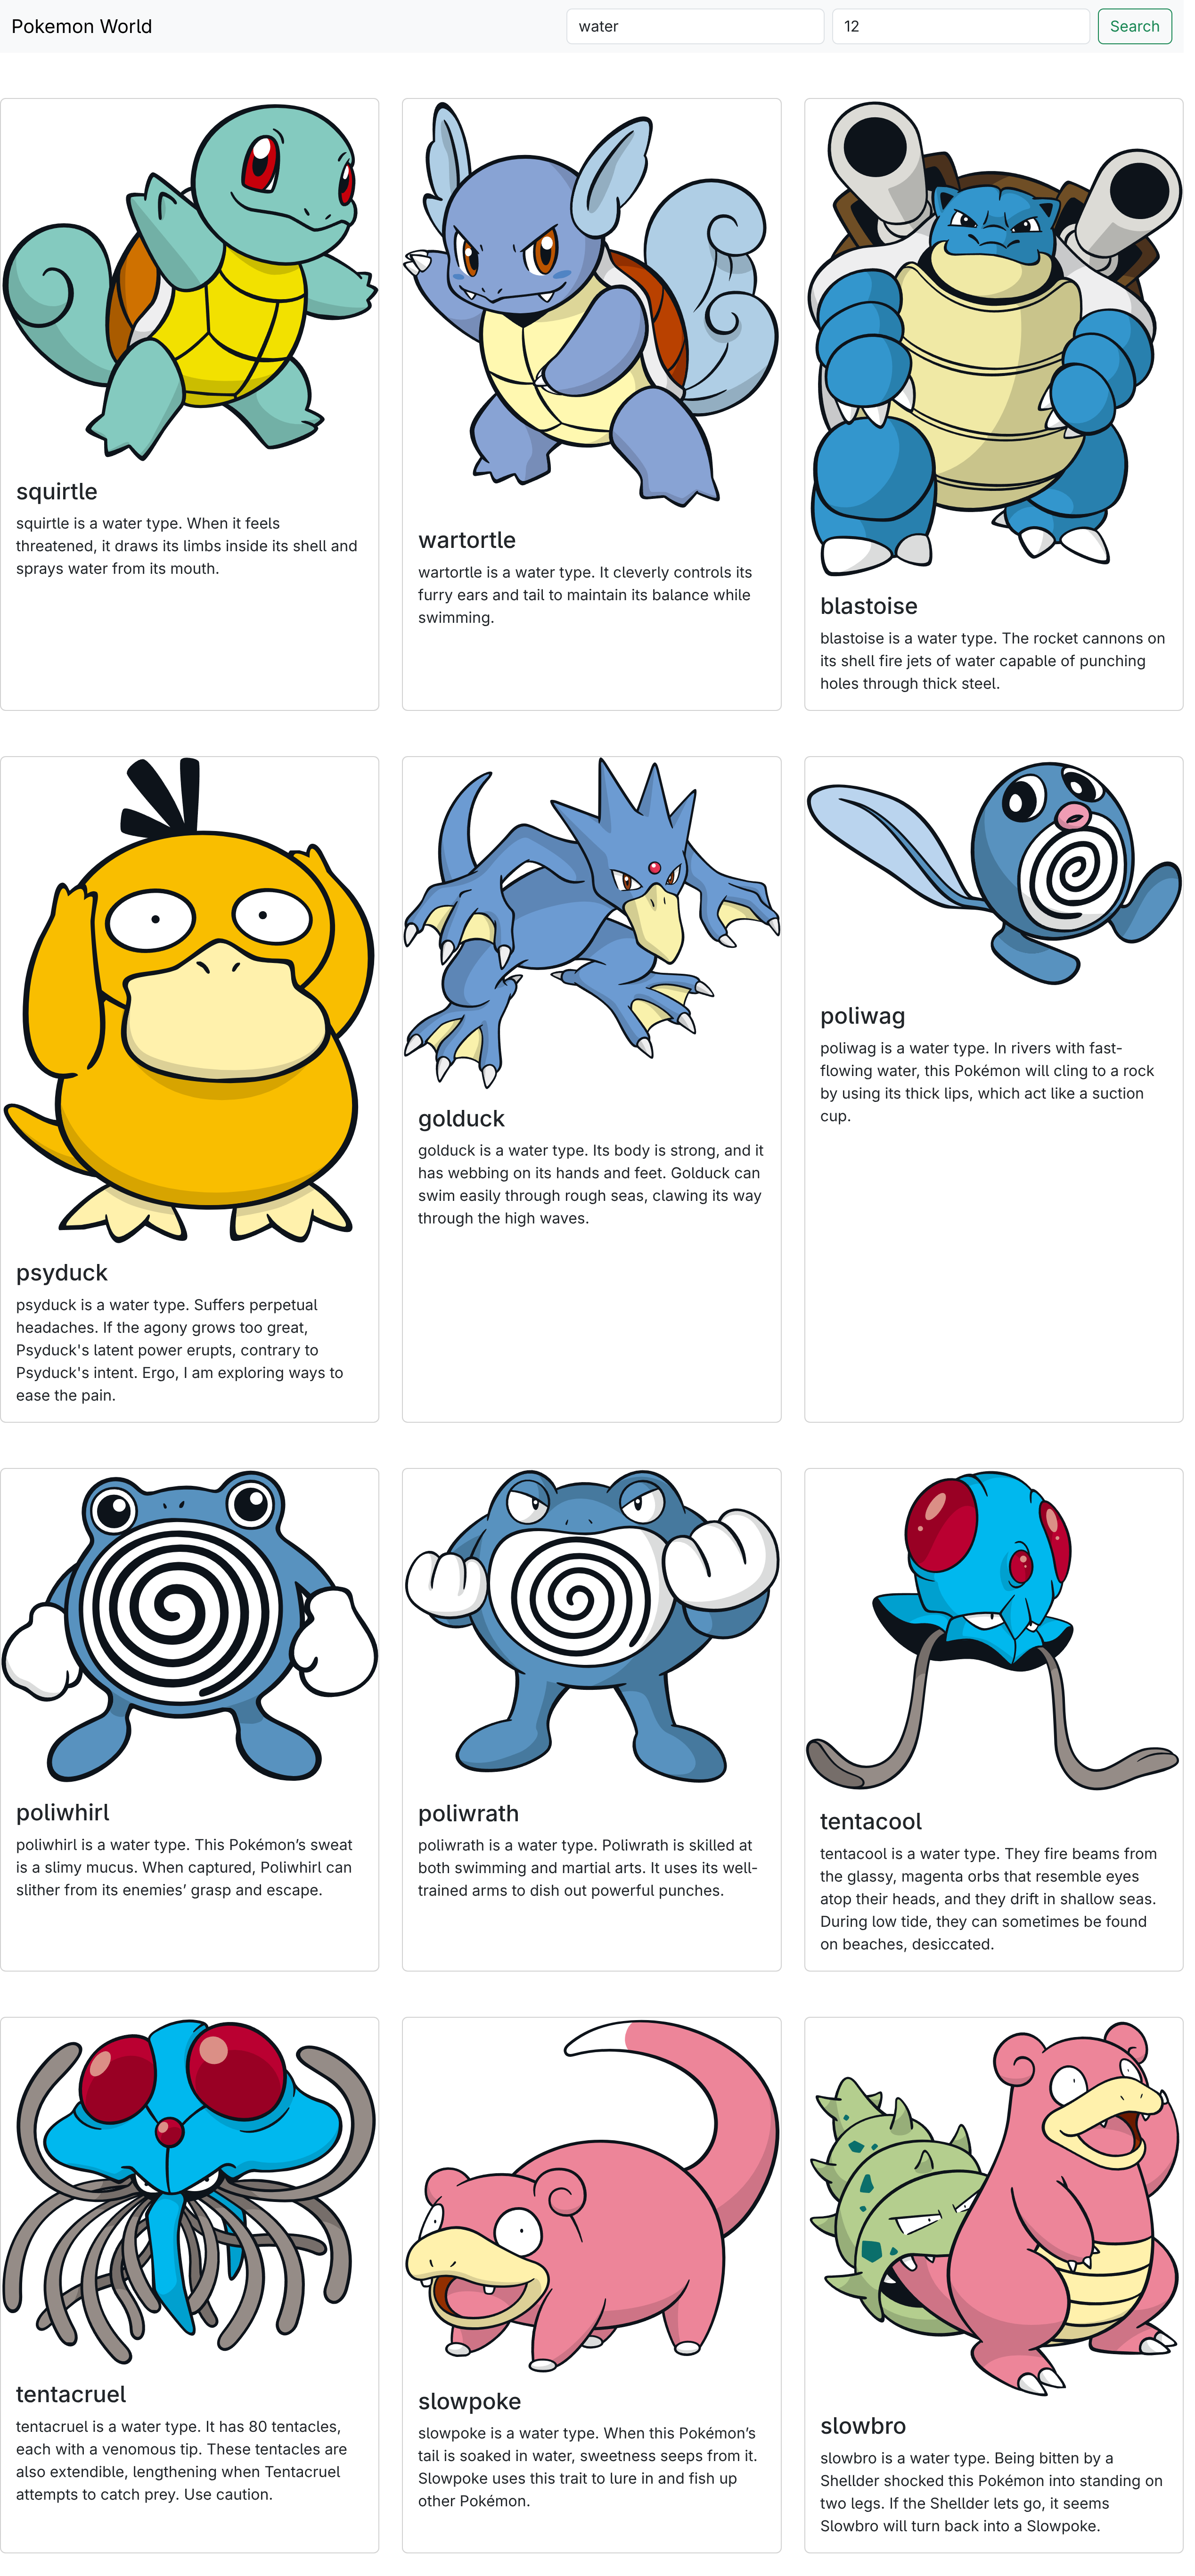 Pokemon World
water
12
Search
squirtle
squirtle is a water type. When it feels
threatened, it draws its limbs inside its shell and
sprays water from its mouth.
wartortle
wartortle is a water type. It cleverly controls its
furry ears and tail to maintain its balance while
swimming.
blastoise
blastoise is a water type. The rocket cannons on
its shell fire jets of water capable of punching
holes through thick steel.
psyduck
psyduck is a water type. Suffers perpetual
headaches. If the agony grows too great,
Psyduck's latent power erupts, contrary to
Psyduck's intent. Ergo, I am exploring ways to
ease the pain.
golduck
golduck is a water type. Its body is strong, and it
has webbing on its hands and feet. Golduck can
swim easily through rough seas, clawing its way
through the high waves.
poliwag
poliwag is a water type. In rivers with fast-
flowing water, this Pokémon will cling to a rock
by using its thick lips, which act like a suction
cup.
poliwhirl
poliwhirl is a water type. This Pokémon’s sweat
is a slimy mucus. When captured, Poliwhirl can
slither from its enemies’ grasp and escape.
poliwrath
poliwrath is a water type. Poliwrath is skilled at
both swimming and martial arts. It uses its well-
trained arms to dish out powerful punches.
tentacool
tentacool is a water type. They fire beams from
the glassy, magenta orbs that resemble eyes
atop their heads, and they drift in shallow seas.
During low tide, they can sometimes be found
on beaches, desiccated.
tentacruel
tentacruel is a water type. It has 80 tentacles,
each with a venomous tip. These tentacles are
also extendible, lengthening when Tentacruel
attempts to catch prey. Use caution.
slowpoke
slowpoke is a water type. When this Pokémon’s
tail is soaked in water, sweetness seeps from it.
Slowpoke uses this trait to lure in and fish up
other Pokémon.
slowbro
slowbro is a water type. Being bitten by a
Shellder shocked this Pokémon into standing on
two legs. If the Shellder lets go, it seems
Slowbro will turn back into a Slowpoke.